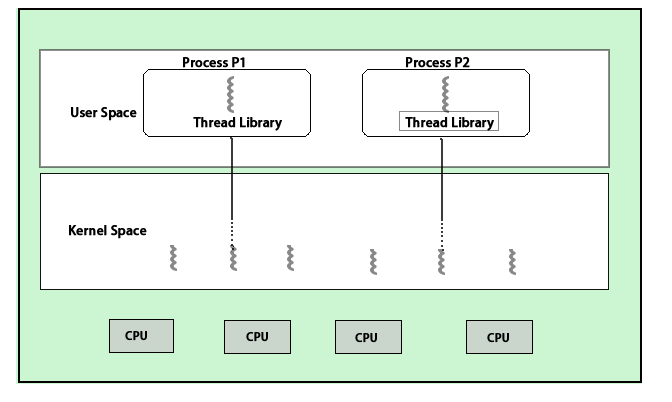 Process P1
Process P2
User Space
Thread Library
Thread Library
Kernel Space
CPU
CPU
CPU
CPU